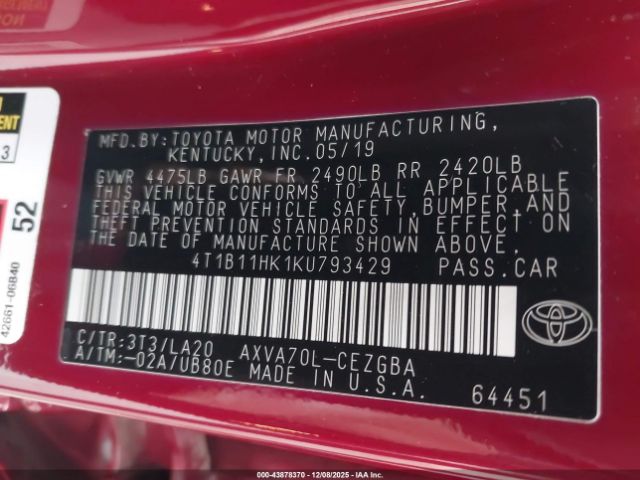 MFD.BY:TOYOTA MOTOR MANUFACTURING,
KENTUCKY,INC.05/19
GVWR 4475LB GAWR FR 2490LB RR 2420LB
THIS VEHICLE CONFORMS TO ALL APPLICABLE
FEDERAL MOTOR VEHICLE SAFETY,BUMPER,AND
THEFT PREVENTION STANDARDS IN EFFECT ON
THE DATE OF MANUFACTURE SHOWN ABOVE.
4T1B11HK1KU793429 PASS.CAR
C/TR:3T3/LA20 AXVA70L-CEZGBA
A/TM:-02A/UB80E MADE IN U.S.A.
64451
52
42661-06B40
3
000-43878370 - 12/08/2025 - IAA Inc.